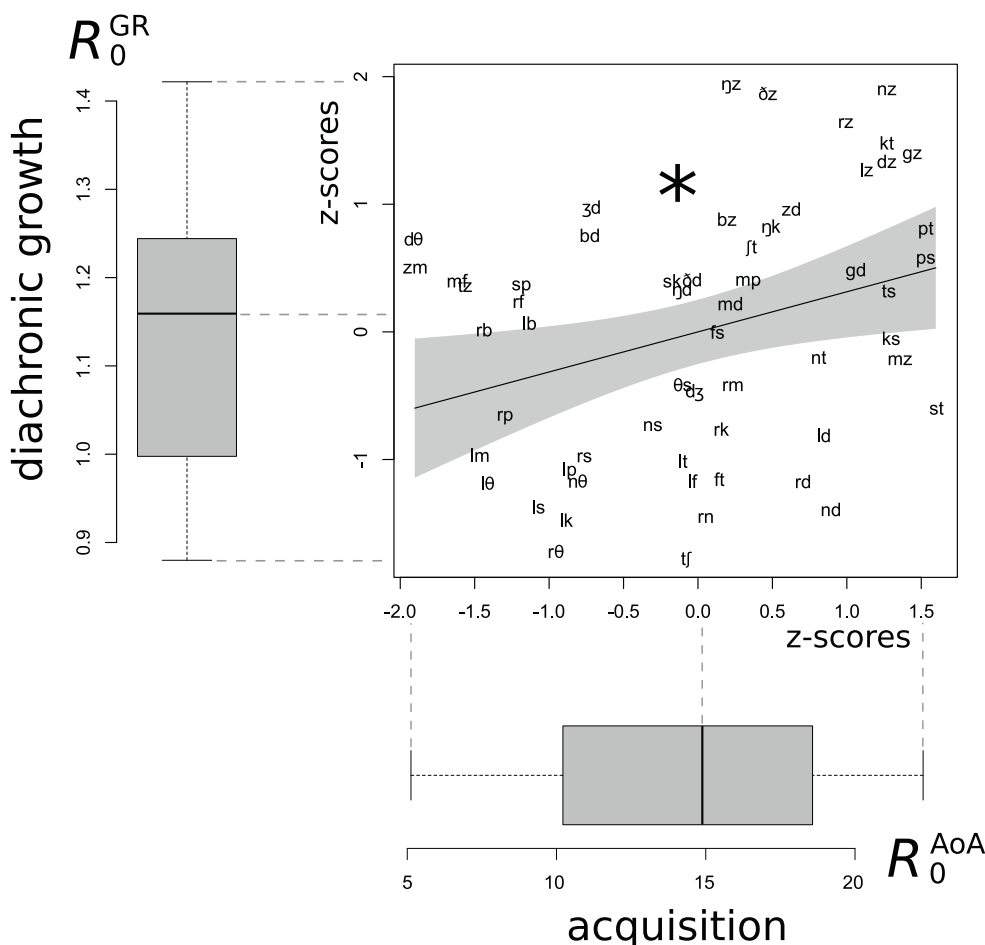 R₀^GR
diachronic growth
1.4
1.3
1.2
1.1
1.0
0.9
z-scores
2
1
0
-1
ŋz ðz nz
rz
kt
gz
dz
lz
ʒd zd
bz
ŋk pt
dθ bd
ʃt
ps
zm gd
mf tz sp sk ðd mp
ŋd ts
rf md
rb lb fs
ks
nt mz
θs dʒ rm
st
rp
ns rk ld
lm rs lt
lp
lθ nθ lf ft rd
ls nd
lk rn
rθ tʃ
*
-2.0 -1.5 -1.0 -0.5 0.0 0.5 1.0 1.5
z-scores
5 10 15 20
R₀^AoA
acquisition